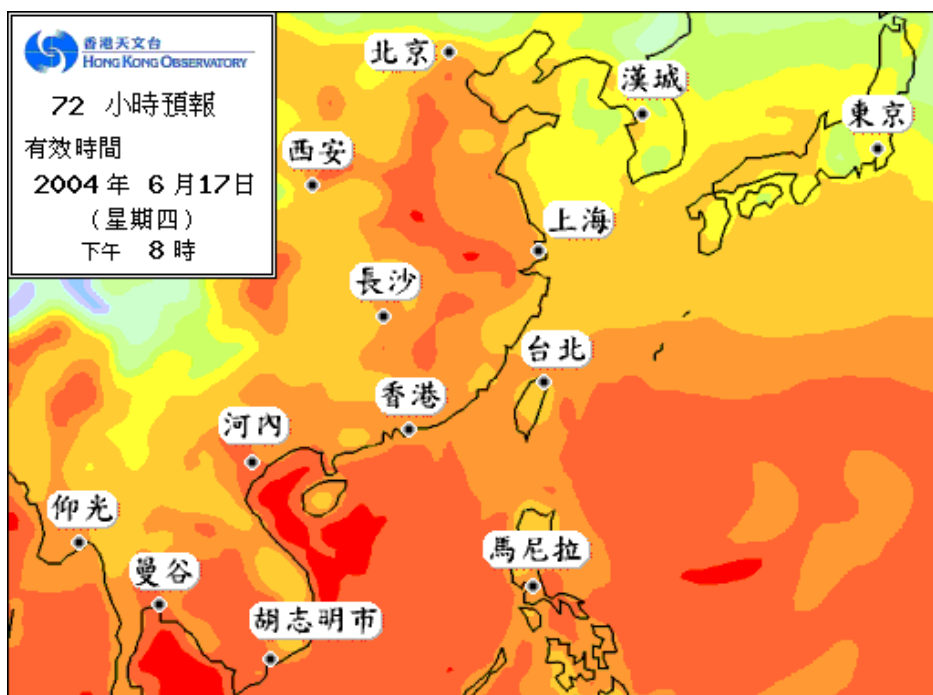 香港天文台
HONG KONG OBSERVATORY
72 小時預報
有效時間
2004 年 6 月17日
(星期四)
下午 8 時
北京
漢城
東京
西安
上海
長沙
台北
香港
河內
仰光
馬尼拉
曼谷
胡志明市